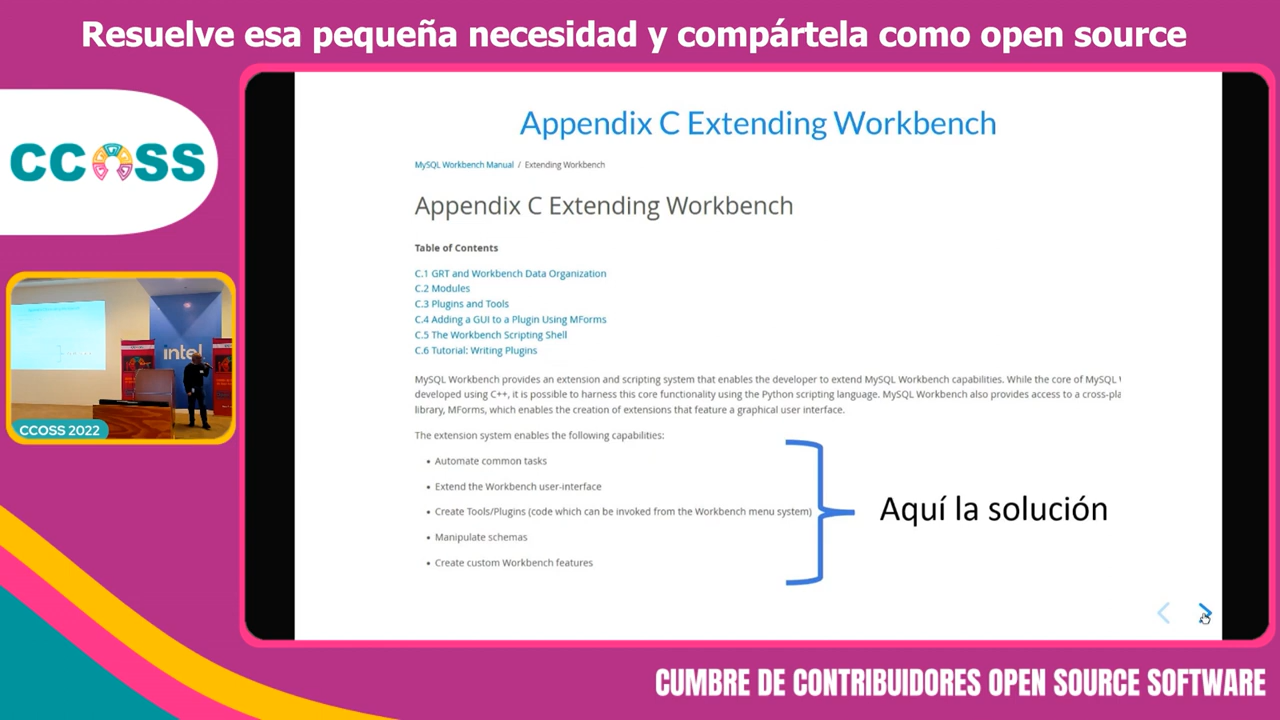 Resuelve esa pequeña necesidad y compártela como open source
CCOSS
Appendix C Extending Workbench
MySQL Workbench Manual / Extending Workbench
Appendix C Extending Workbench
Table of Contents
C.1 GRT and Workbench Data Organization
C.2 Modules
C.3 Plugins and Tools
C.4 Adding a GUI to a Plugin Using MForms
C.5 The Workbench Scripting Shell
C.6 Tutorial: Writing Plugins
MySQL Workbench provides an extension and scripting system that enables the developer to extend MySQL Workbench capabilities. While the core of MySQL
developed using C++, it is possible to harness this core functionality using the Python scripting language. MySQL Workbench also provides access to a cross-pla
library, MForms, which enables the creation of extensions that feature a graphical user interface.
The extension system enables the following capabilities:
• Automate common tasks
• Extend the Workbench user-interface
• Create Tools/Plugins (code which can be invoked from the Workbench menu system)
• Manipulate schemas
• Create custom Workbench features
Aquí la solución
intel
CCOSS 2022
CUMBRE DE CONTRIBUIDORES OPEN SOURCE SOFTWARE